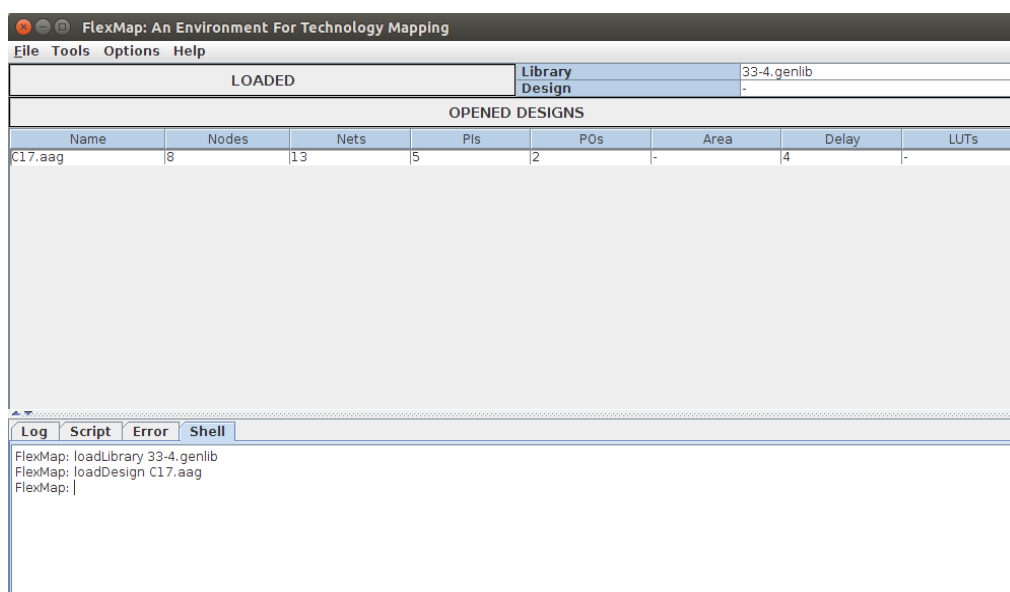 FlexMap: An Environment For Technology Mapping
File Tools Options Help
LOADED
Library 33-4.genlib
Design -
OPENED DESIGNS
Name Nodes Nets PIs POs Area Delay LUTs
C17.aag 8 13 5 2 - 4 -
Log Script Error Shell
FlexMap: loadLibrary 33-4.genlib
FlexMap: loadDesign C17.aag
FlexMap: